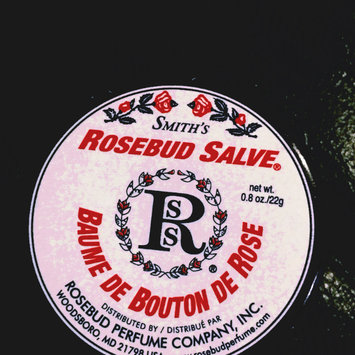 SMITH'S
ROSEBUD SALVE®
net wt.
0.8 oz./22g
R
S
S
®
BAUME DE BOUTON DE ROSE
DISTRIBUTED BY / DISTRIBUÉ PAR
ROSEBUD PERFUME COMPANY, INC.
WOODSBORO, MD 21798 USA www.rosebudperfume.com